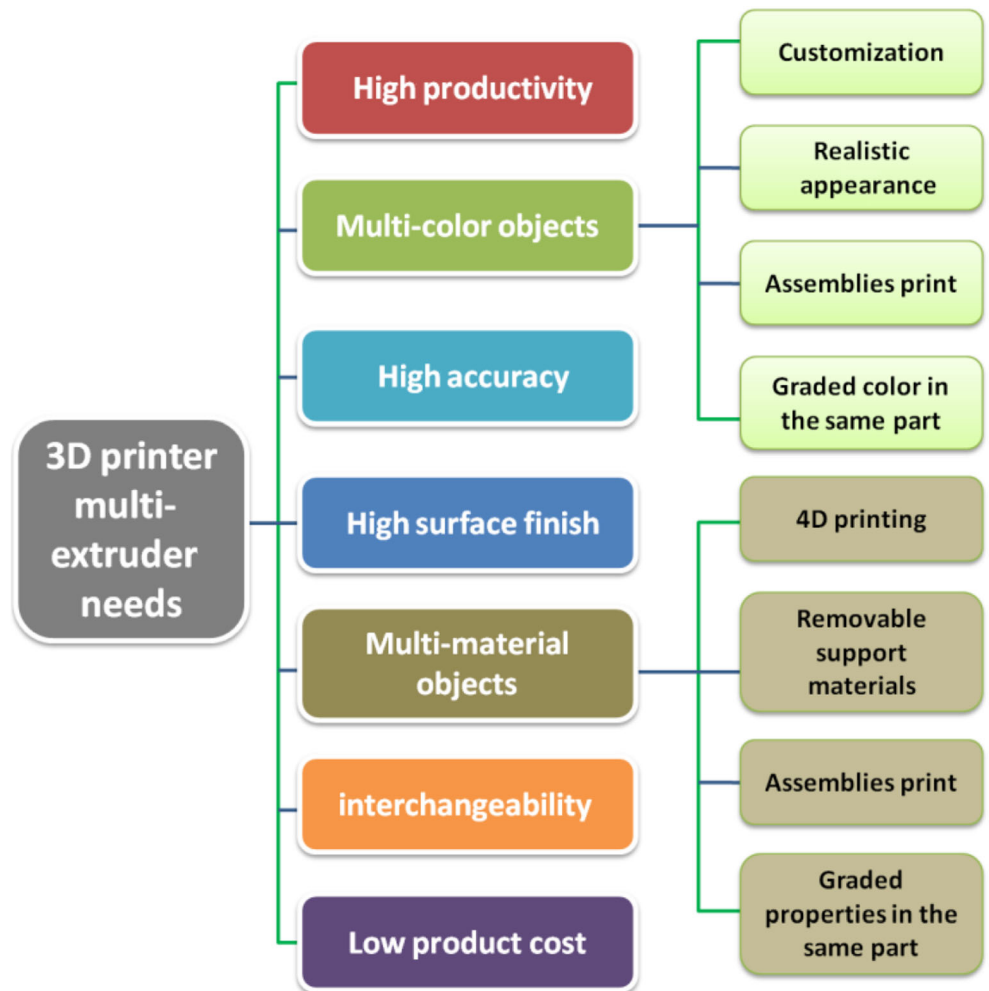 3D printer
multi-
extruder
needs
High productivity
Multi-color objects
High accuracy
High surface finish
Multi-material
objects
interchangeability
Low product cost
Customization
Realistic
appearance
Assemblies print
Graded color in
the same part
4D printing
Removable
support
materials
Assemblies print
Graded
properties in the
same part